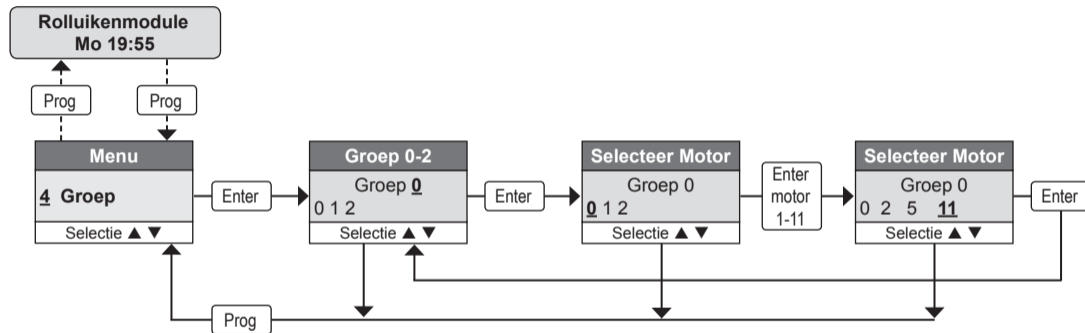 Rolluikenmodule
Mo 19:55
Prog
Prog
Menu
4 Groep
Selectie ▲ ▼
Enter
Groep 0-2
Groep 0
0 1 2
Selectie ▲ ▼
Enter
Selecteer Motor
Groep 0
0 1 2
Selectie ▲ ▼
Enter
motor
1-11
Selecteer Motor
Groep 0
0 2 5 11
Selectie ▲ ▼
Enter
Prog